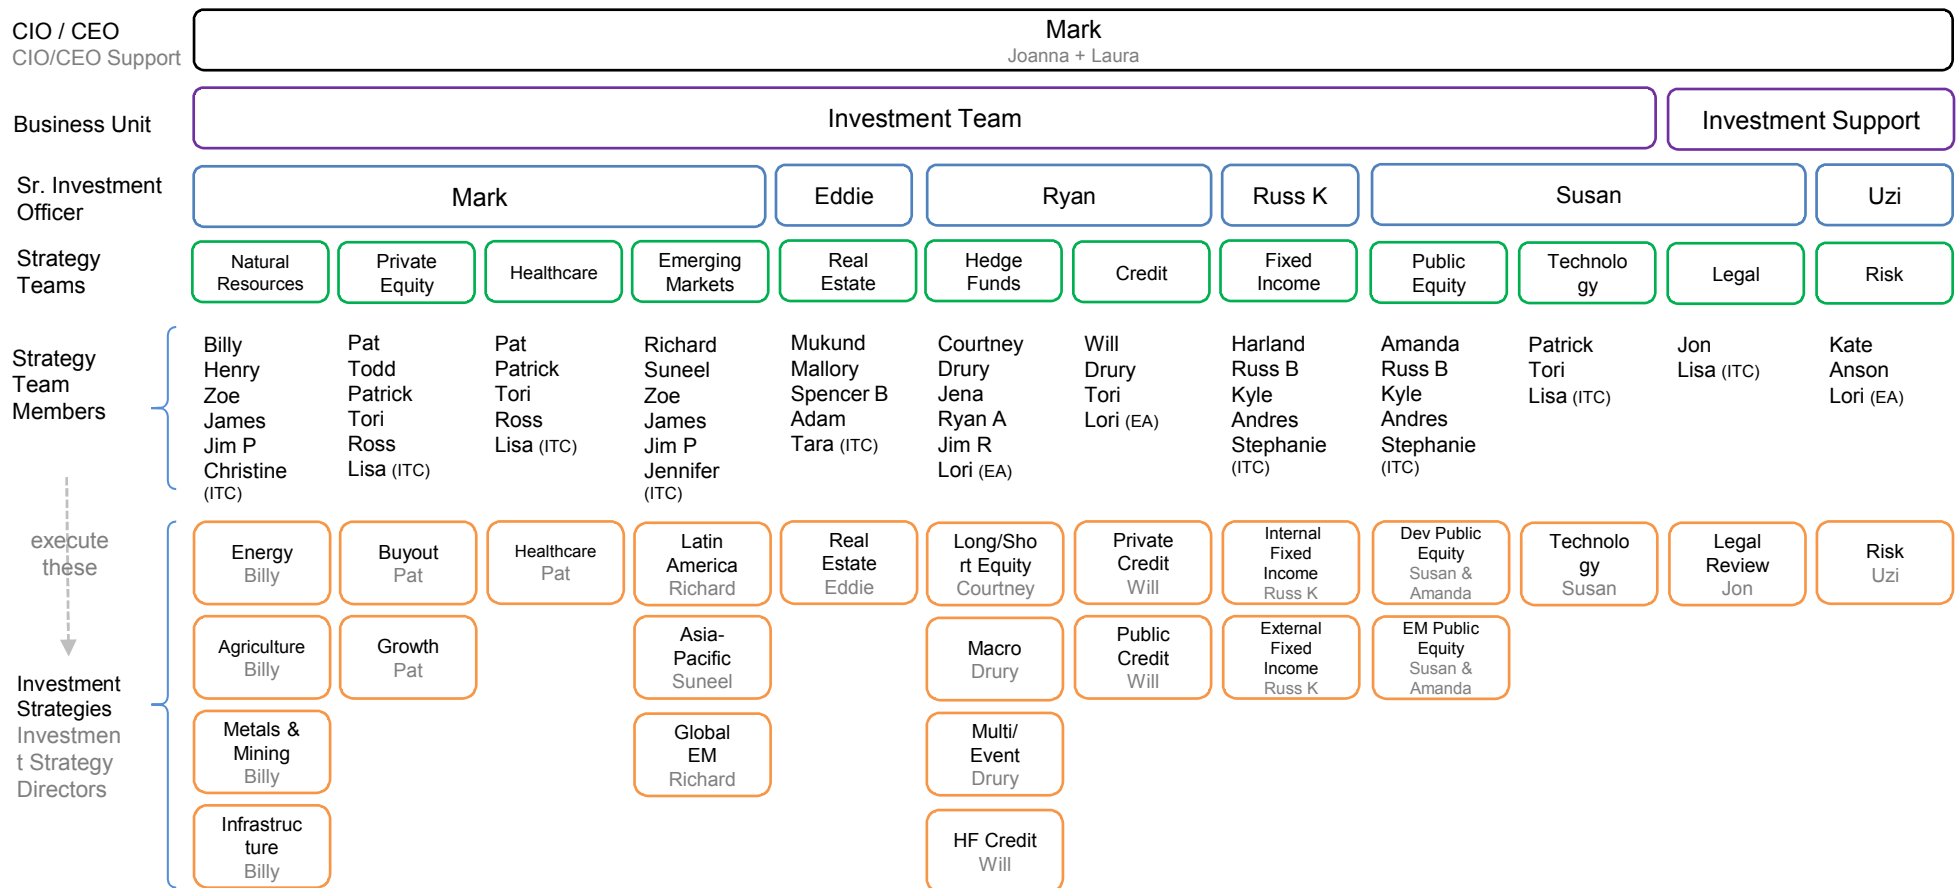 CIO / CEO
CIO/CEO Support
Mark
Joanna + Laura
Business Unit
Investment Team
Investment Support
Sr. Investment
Officer
Mark
Eddie
Ryan
Russ K
Susan
Uzi
Strategy
Teams
Natural
Resources
Private
Equity
Healthcare
Emerging
Markets
Real
Estate
Hedge
Funds
Credit
Fixed
Income
Public
Equity
Technolo
gy
Legal
Risk
Strategy
Team
Members
Billy
Henry
Zoe
James
Jim P
Christine
(ITC)
Pat
Todd
Patrick
Tori
Ross
Lisa (ITC)
Pat
Patrick
Tori
Ross
Lisa (ITC)
Richard
Suneel
Zoe
James
Jim P
Jennifer
(ITC)
Mukund
Mallory
Spencer B
Adam
Tara (ITC)
Courtney
Drury
Jena
Ryan A
Jim R
Lori (EA)
Will
Drury
Tori
Lori (EA)
Harland
Russ B
Kyle
Andres
Stephanie
(ITC)
Amanda
Russ B
Kyle
Andres
Stephanie
(ITC)
Patrick
Tori
Lisa (ITC)
Jon
Lisa (ITC)
Kate
Anson
Lori (EA)
execute
these
Investment
Strategies
Investmen
t Strategy
Directors
Energy
Billy
Buyout
Pat
Healthcare
Pat
Latin
America
Richard
Real
Estate
Eddie
Long/Sho
rt Equity
Courtney
Private
Credit
Will
Internal
Fixed
Income
Russ K
Dev Public
Equity
Susan &
Amanda
Technolo
gy
Susan
Legal
Review
Jon
Risk
Uzi
Agriculture
Billy
Growth
Pat
Asia-
Pacific
Suneel
Macro
Drury
Public
Credit
Will
External
Fixed
Income
Russ K
EM Public
Equity
Susan &
Amanda
Metals &
Mining
Billy
Global
EM
Richard
Multi/
Event
Drury
Infrastruc
ture
Billy
HF Credit
Will